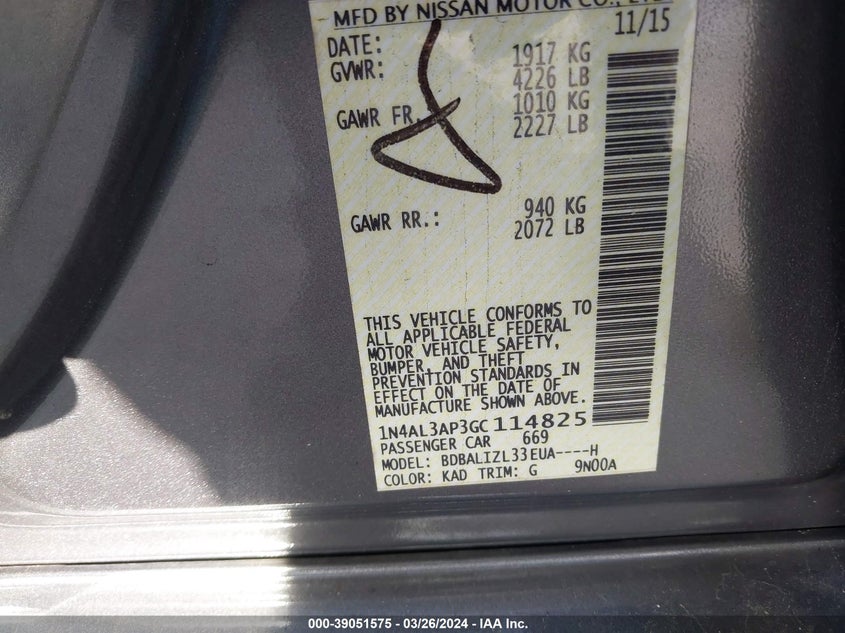 MFD BY NISSAN MOTOR CO., LTD.
DATE: 11/15
GVWR: 1917 KG
4226 LB
GAWR FR. 1010 KG
2227 LB
GAWR RR.: 940 KG
2072 LB
THIS VEHICLE CONFORMS TO
ALL APPLICABLE FEDERAL
MOTOR VEHICLE SAFETY,
BUMPER, AND THEFT
PREVENTION STANDARDS IN
EFFECT ON THE DATE OF
MANUFACTURE SHOWN ABOVE.
1N4AL3AP3GC114825
PASSENGER CAR 669
MODEL: BDBALIZL33EUA----H
COLOR: KAD TRIM: G 9N00A
000-39051575 - 03/26/2024 - IAA Inc.